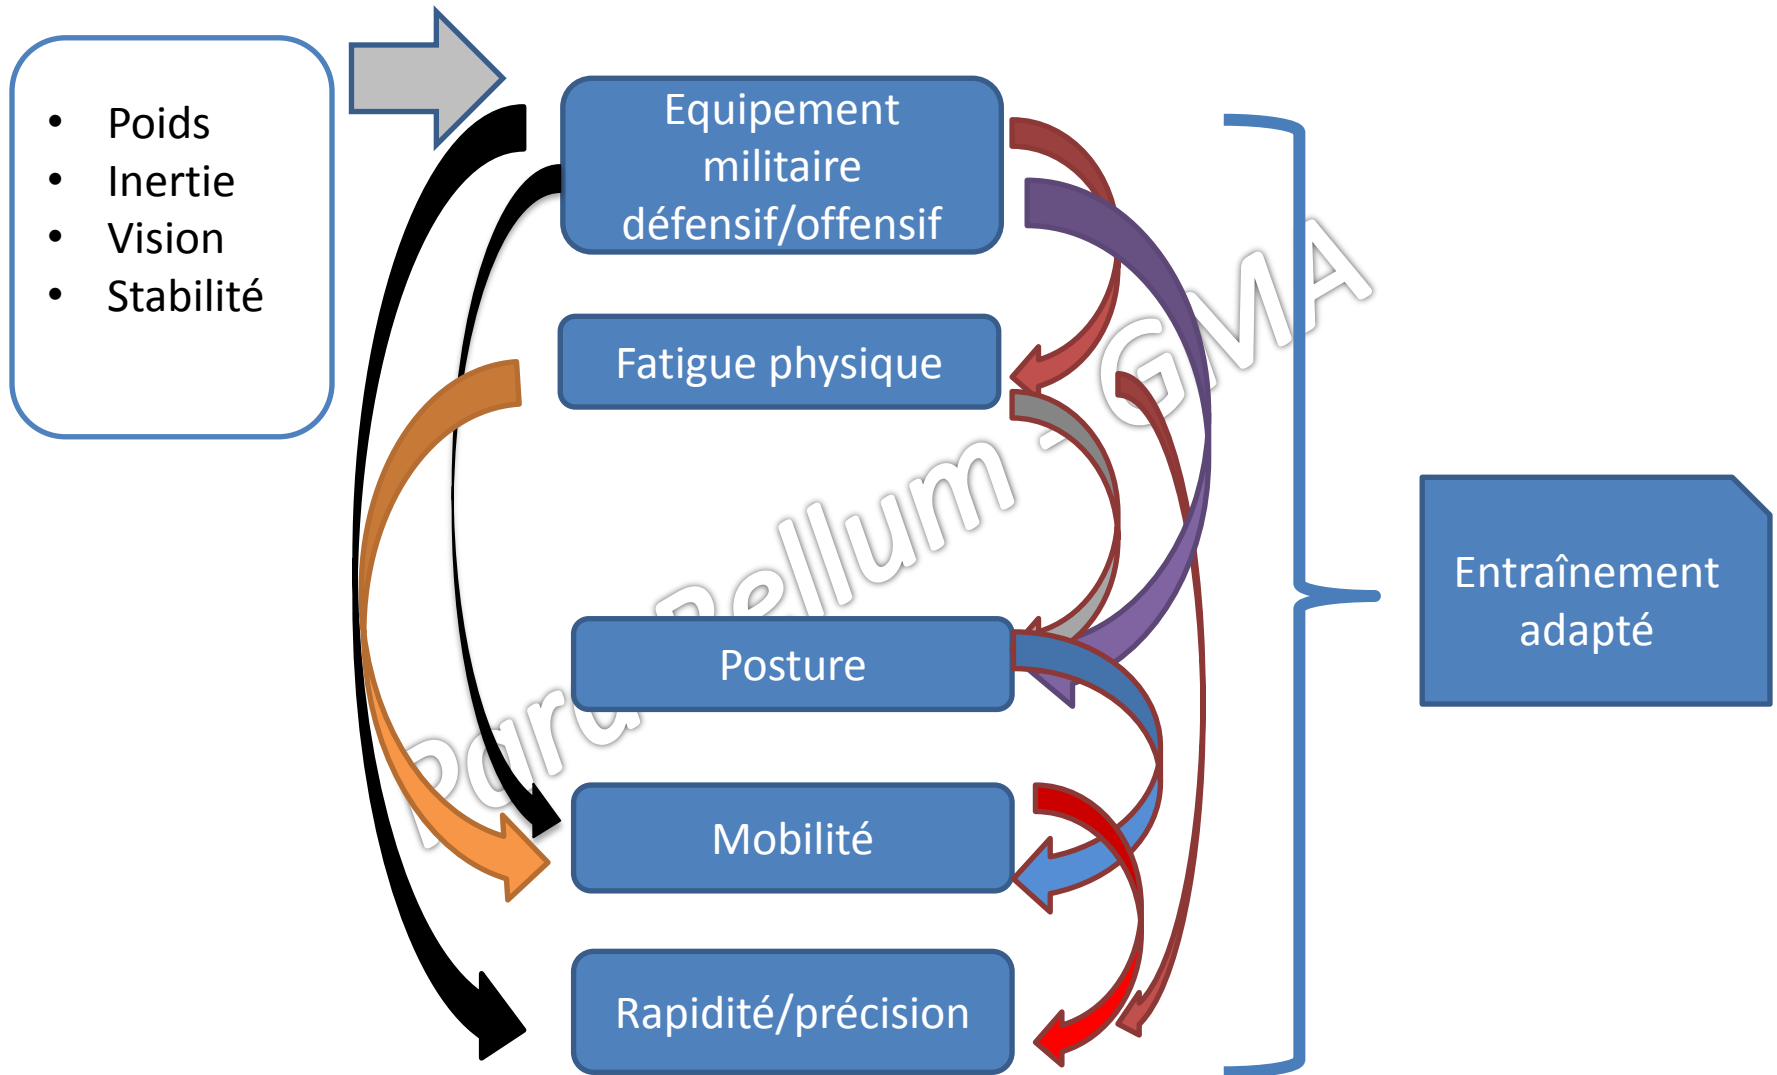 • Poids
• Inertie
• Vision
• Stabilité
Equipement
militaire
défensif/offensif
Fatigue physique
Posture
Mobilité
Rapidité/précision
Entraînement
adapté
Para Bellum - GMA